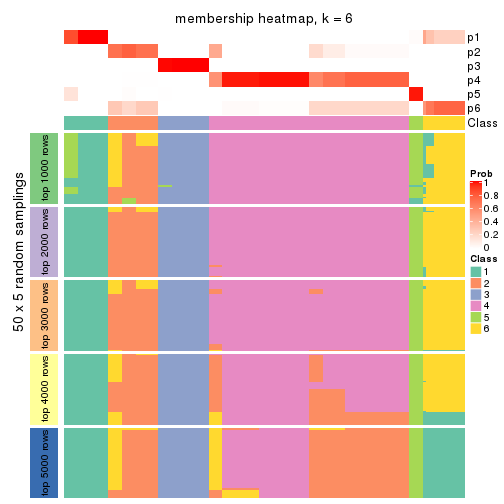 membership heatmap, k = 6
p1
p2
p3
p4
p5
p6
Class
50 x 5 random samplings
top 1000 rows
top 2000 rows
top 3000 rows
top 4000 rows
top 5000 rows
Prob
1
0.8
0.6
0.4
0.2
0
Class
1
2
3
4
5
6